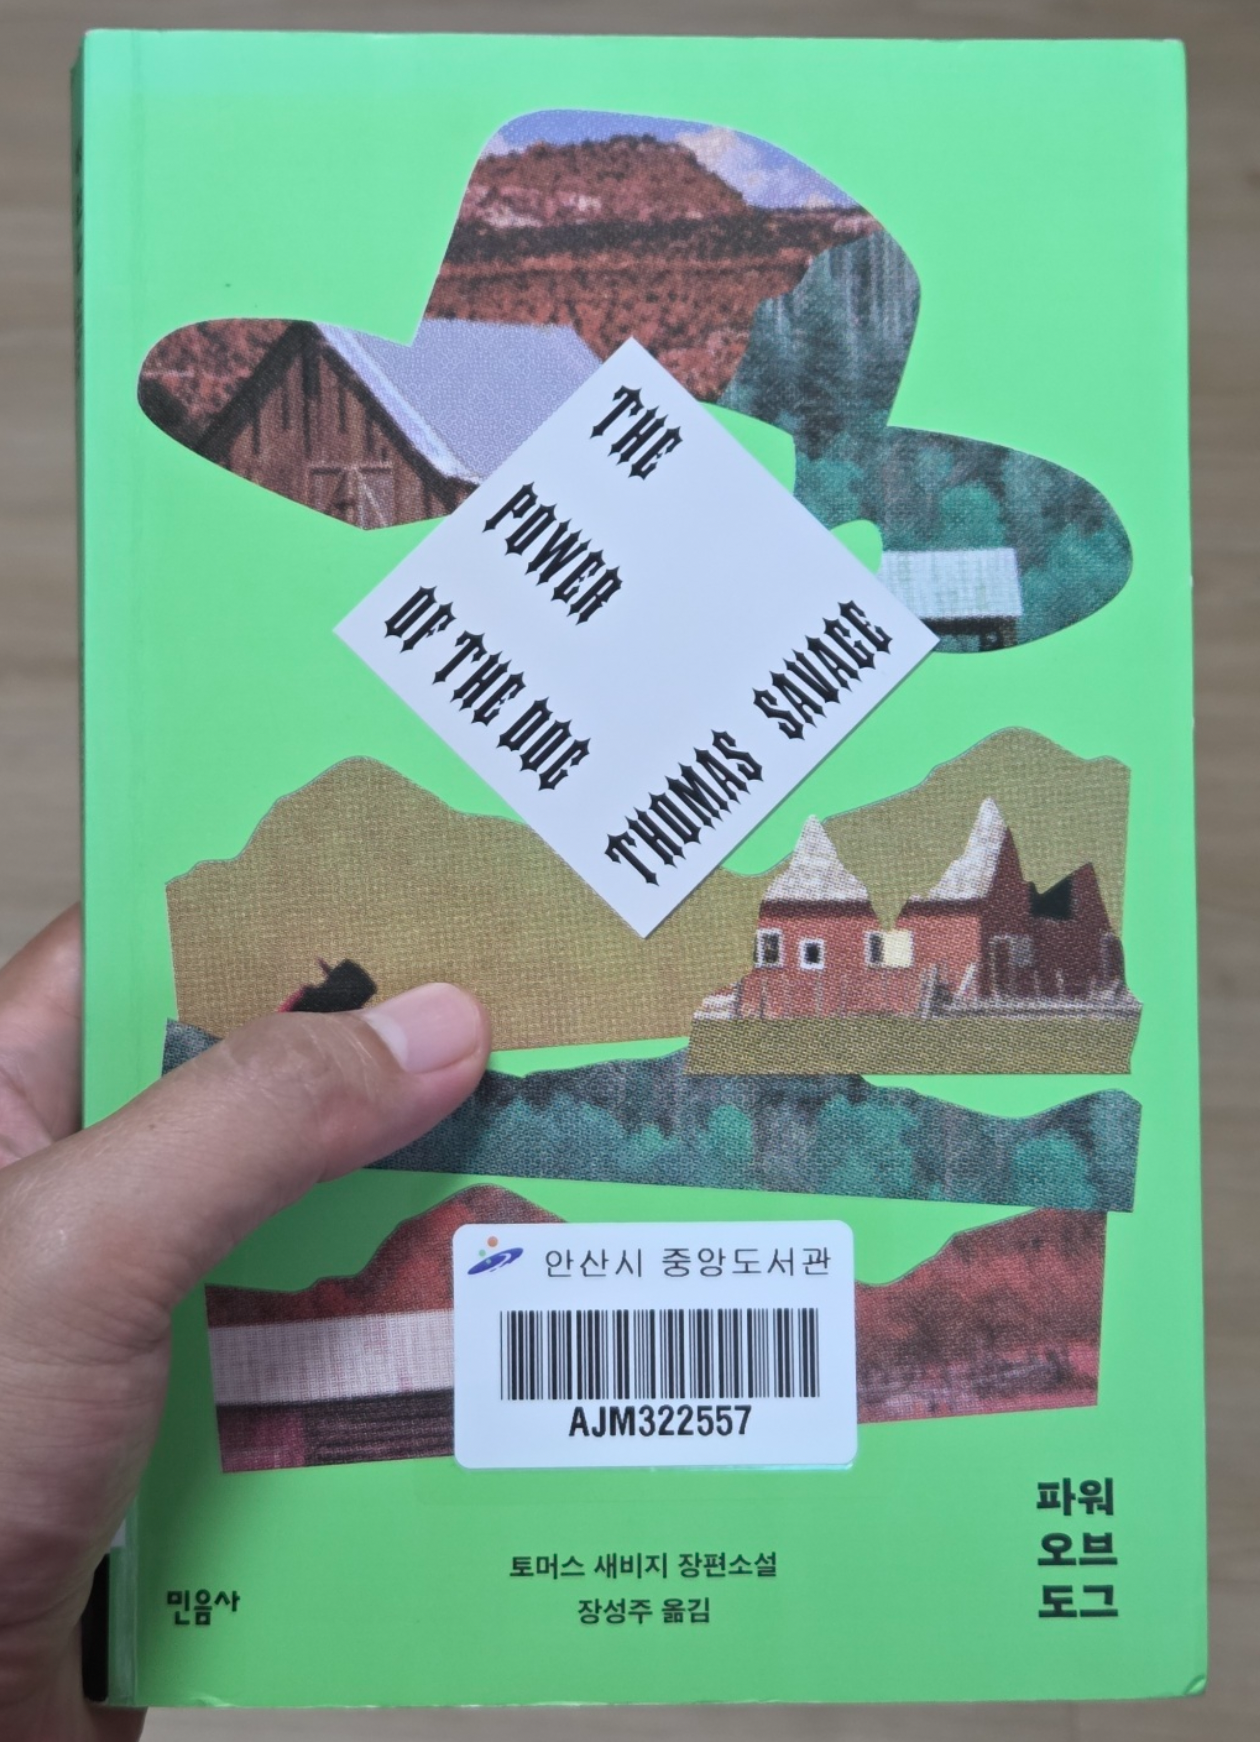 THE
POWER
OF THE DOG
THOMAS SAVAGE
안산시 중앙도서관
AJM322557
파워
오브
도그
토머스 새비지 장편소설
장성주 옮김
민음사